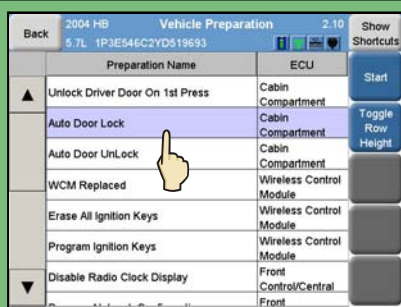 Back
2004 HB Vehicle Preparation 2.10
5.7L 1P3E546C2YD519693
Show Shortcuts
Preparation Name ECU
Start
Toggle Row Height
Unlock Driver Door On 1st Press Cabin Compartment
Auto Door Lock Cabin Compartment
Auto Door UnLock Cabin Compartment
WCM Replaced Wireless Control Module
Erase All Ignition Keys Wireless Control Module
Program Ignition Keys Wireless Control Module
Disable Radio Clock Display Front Control/Central
Front